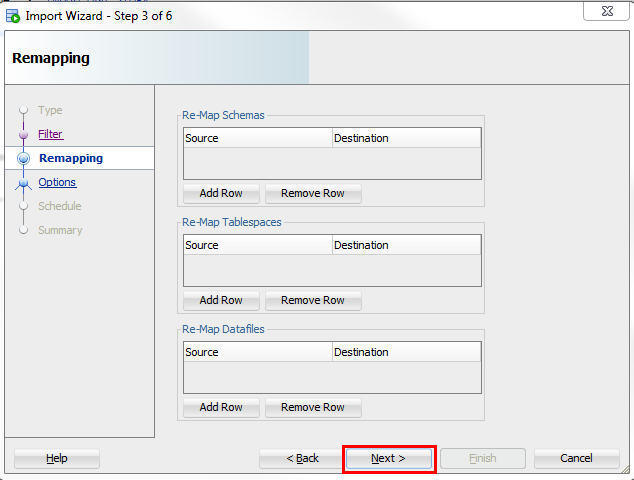 Import Wizard - Step 3 of 6
Remapping
Type
Filter
Remapping
Options
Schedule
Summary
Re-Map Schemas
Source Destination
Add Row Remove Row
Re-Map Tablespaces
Source Destination
Add Row Remove Row
Re-Map Datafiles
Source Destination
Add Row Remove Row
Help < Back Next > Finish Cancel